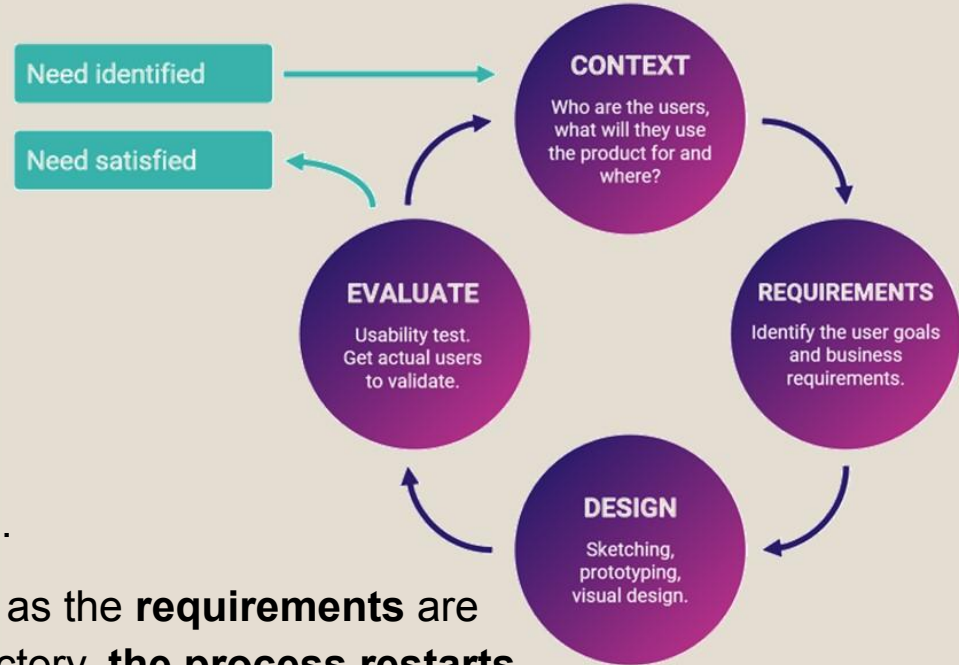 Need identified
Need satisfied
CONTEXT
Who are the users,
what will they use
the product for and
where?
REQUIREMENTS
Identify the user goals
and business
requirements.
DESIGN
Sketching,
prototyping,
visual design.
EVALUATE
Usability test.
Get actual users
to validate.
.
as the requirements are
the process restarts